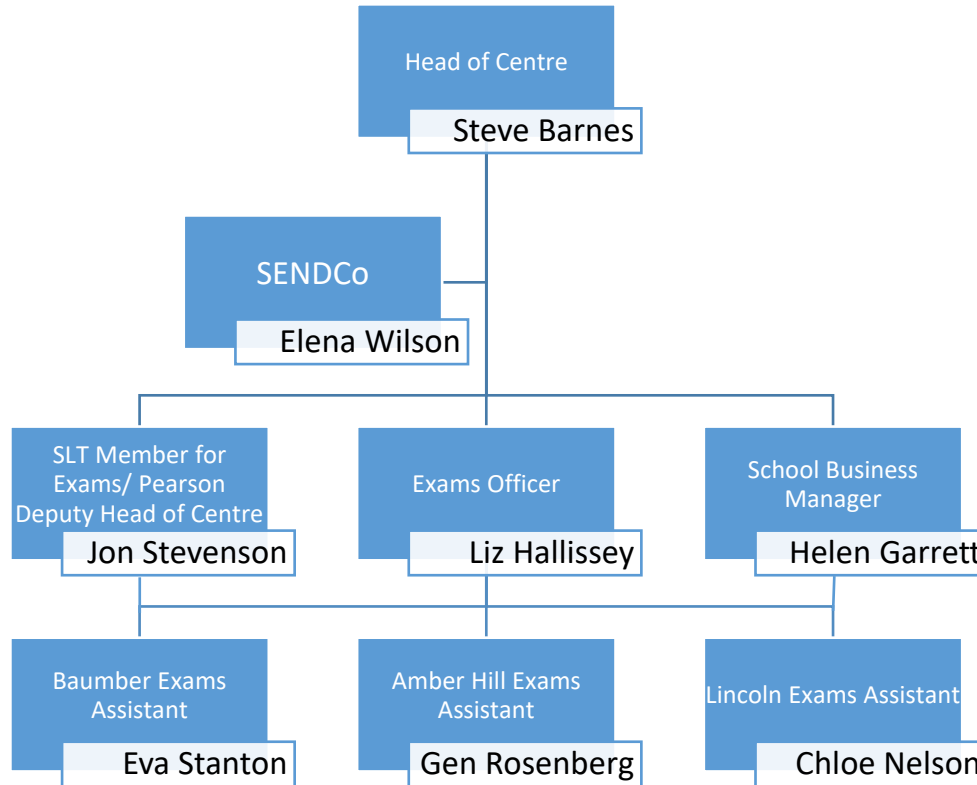 Head of Centre
Steve Barnes
SENDCo
Elena Wilson
SLT Member for
Exams/ Pearson
Deputy Head of Centre
Jon Stevenson
Exams Officer
Liz Hallissey
School Business
Manager
Helen Garrett
Baumber Exams
Assistant
Eva Stanton
Amber Hill Exams
Assistant
Gen Rosenberg
Lincoln Exams Assistant
Chloe Nelson